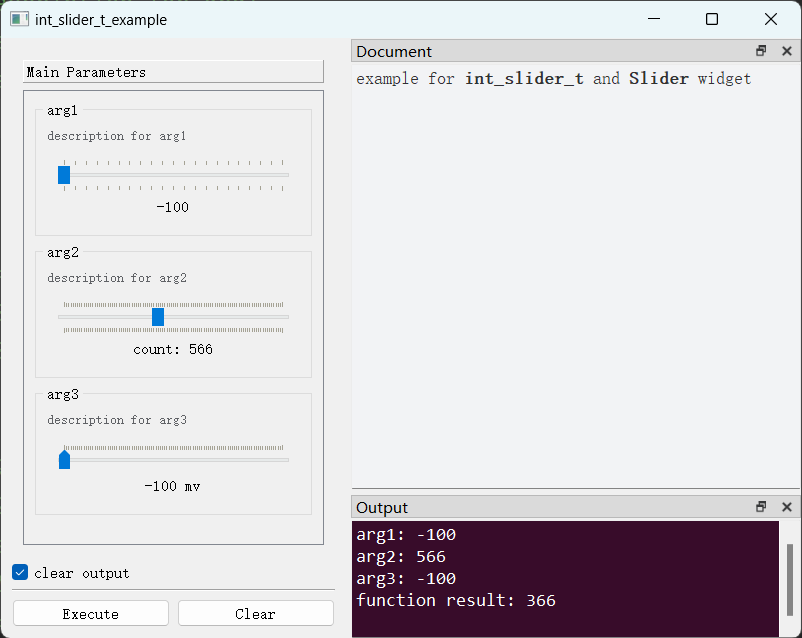 int_slider_t_example
Main Parameters
arg1
description for arg1
-100
arg2
description for arg2
count: 566
arg3
description for arg3
-100 mv
clear output
Execute
Clear
Document
example for int_slider_t and Slider widget
Output
arg1: -100
arg2: 566
arg3: -100
function result: 366